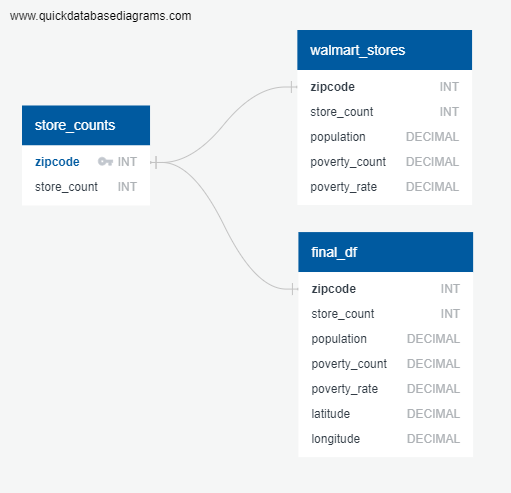 www.quickdatabasediagrams.com
store_counts
zipcode INT
store_count INT
walmart_stores
zipcode INT
store_count INT
population DECIMAL
poverty_count DECIMAL
poverty_rate DECIMAL
final_df
zipcode INT
store_count INT
population DECIMAL
poverty_count DECIMAL
poverty_rate DECIMAL
latitude DECIMAL
longitude DECIMAL